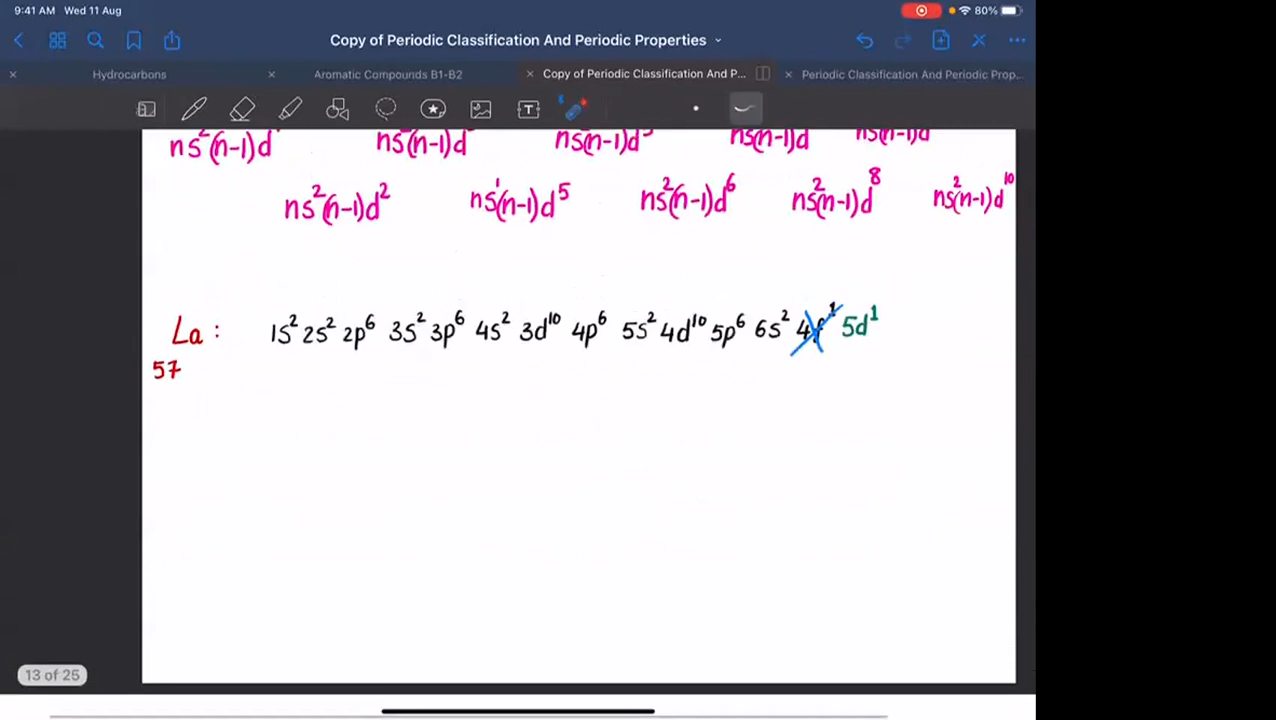 9:41 AM Wed 11 Aug 80%
Copy of Periodic Classification And Periodic Properties
Hydrocarbons Aromatic Compounds B1-B2 Copy of Periodic Classification And P... Periodic Classification And Periodic Prop...
T
ns²(n-1)d ns(n-1)d ns(n-1)d ns(n-1)d ns(n-1)d
ns²(n-1)d² ns¹(n-1)d⁵ ns²(n-1)d⁶ ns²(n-1)d⁸ ns²(n-1)d¹⁰
La : 1s² 2s² 2p⁶ 3s² 3p⁶ 4s² 3d¹⁰ 4p⁶ 5s² 4d¹⁰ 5p⁶ 6s² 4f¹ 5d¹
57
13 of 25